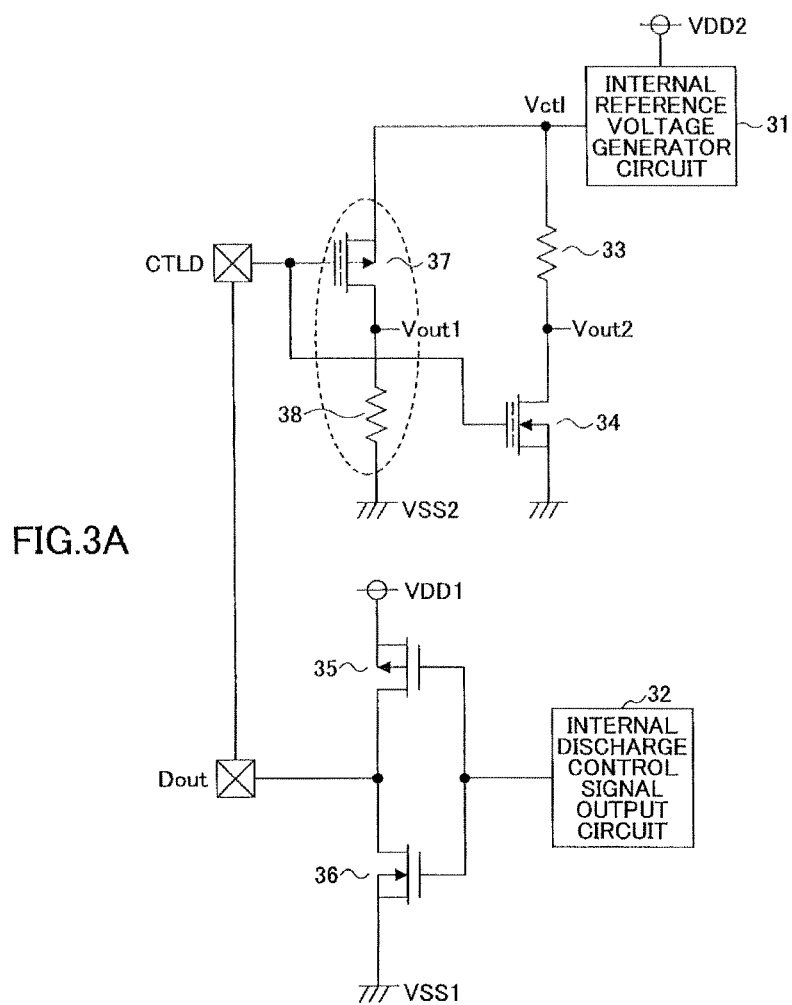 VDD2
INTERNAL
REFERENCE
VOLTAGE
GENERATOR
CIRCUIT
31
Vctl
CTLD
37
33
Vout1
Vout2
38
34
VSS2
FIG.3A
VDD1
35
32
INTERNAL
DISCHARGE
CONTROL
SIGNAL
OUTPUT
CIRCUIT
Dout
36
VSS1